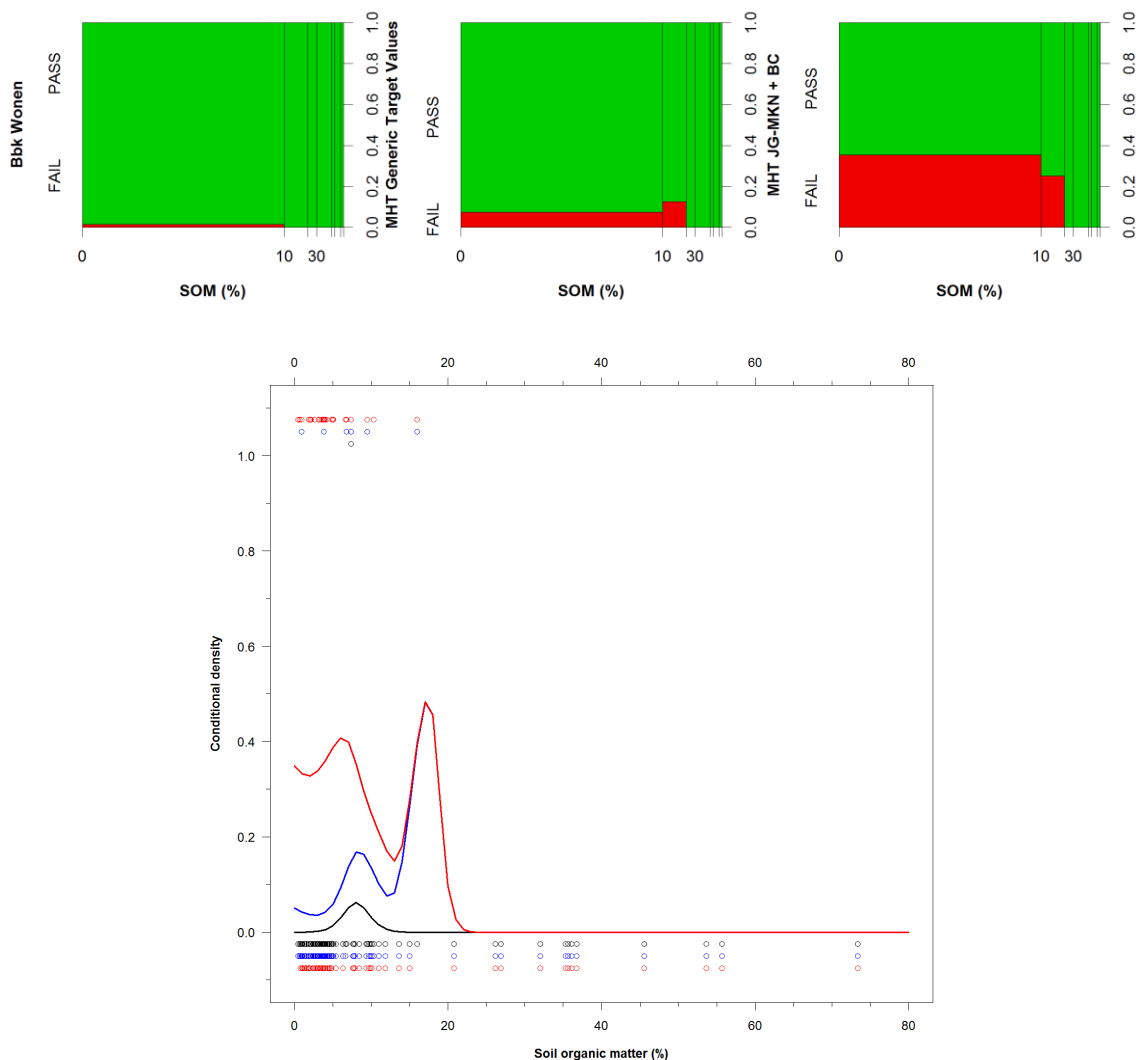 Bbk Wonen
FAIL PASS
0.0 0.2 0.4 0.6 0.8 1.0
0 10 30
SOM (%)
MHT Generic Target Values
FAIL PASS
0.0 0.2 0.4 0.6 0.8 1.0
0 10 30
SOM (%)
MHT JG-MKN + BC
FAIL PASS
0.0 0.2 0.4 0.6 0.8 1.0
0 10 30
SOM (%)
0 20 40 60 80
Conditional density
1.0
0.8
0.6
0.4
0.2
0.0
0 20 40 60 80
Soil organic matter (%)